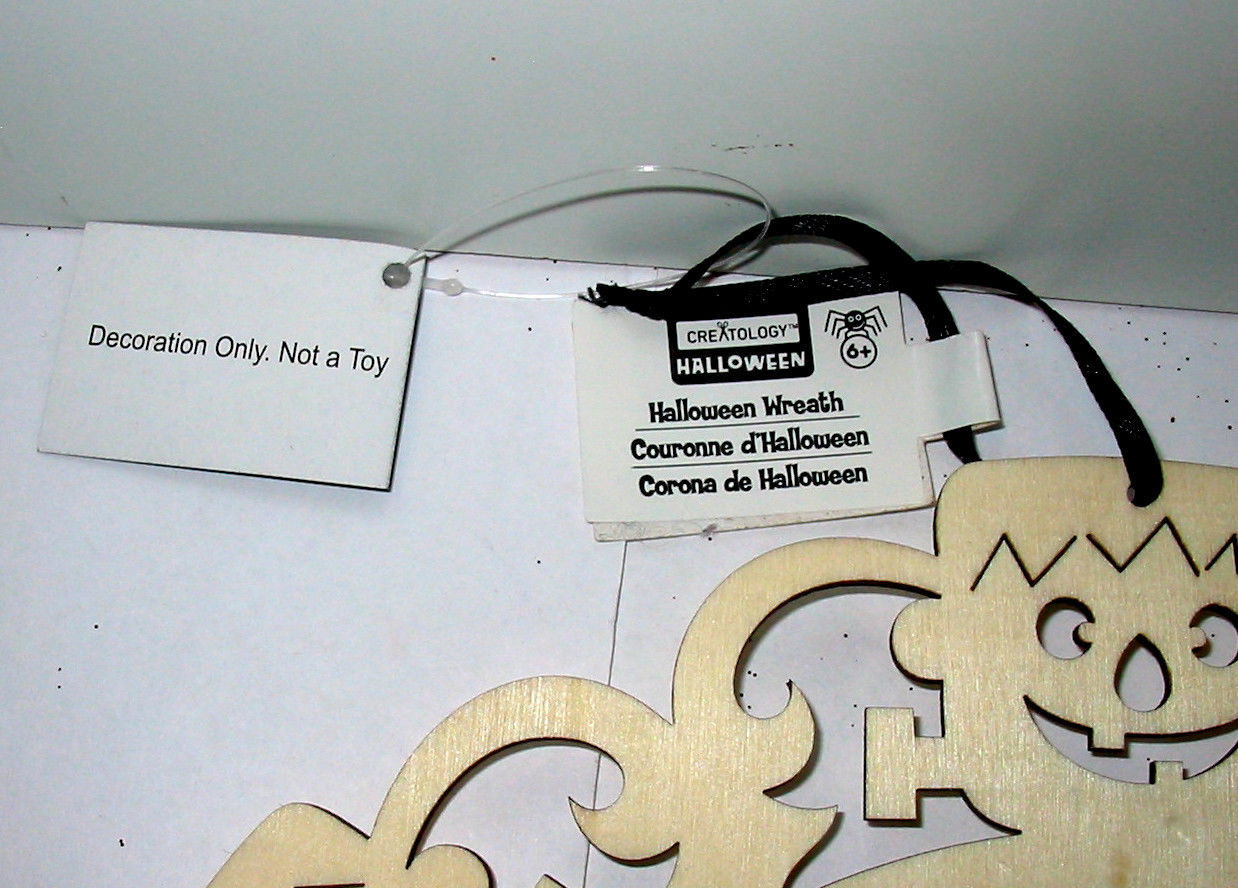 Decoration Only. Not a Toy
CREATOLOGY™
HALLOWEEN
6+
Halloween Wreath
Couronne d'Halloween
Corona de Halloween